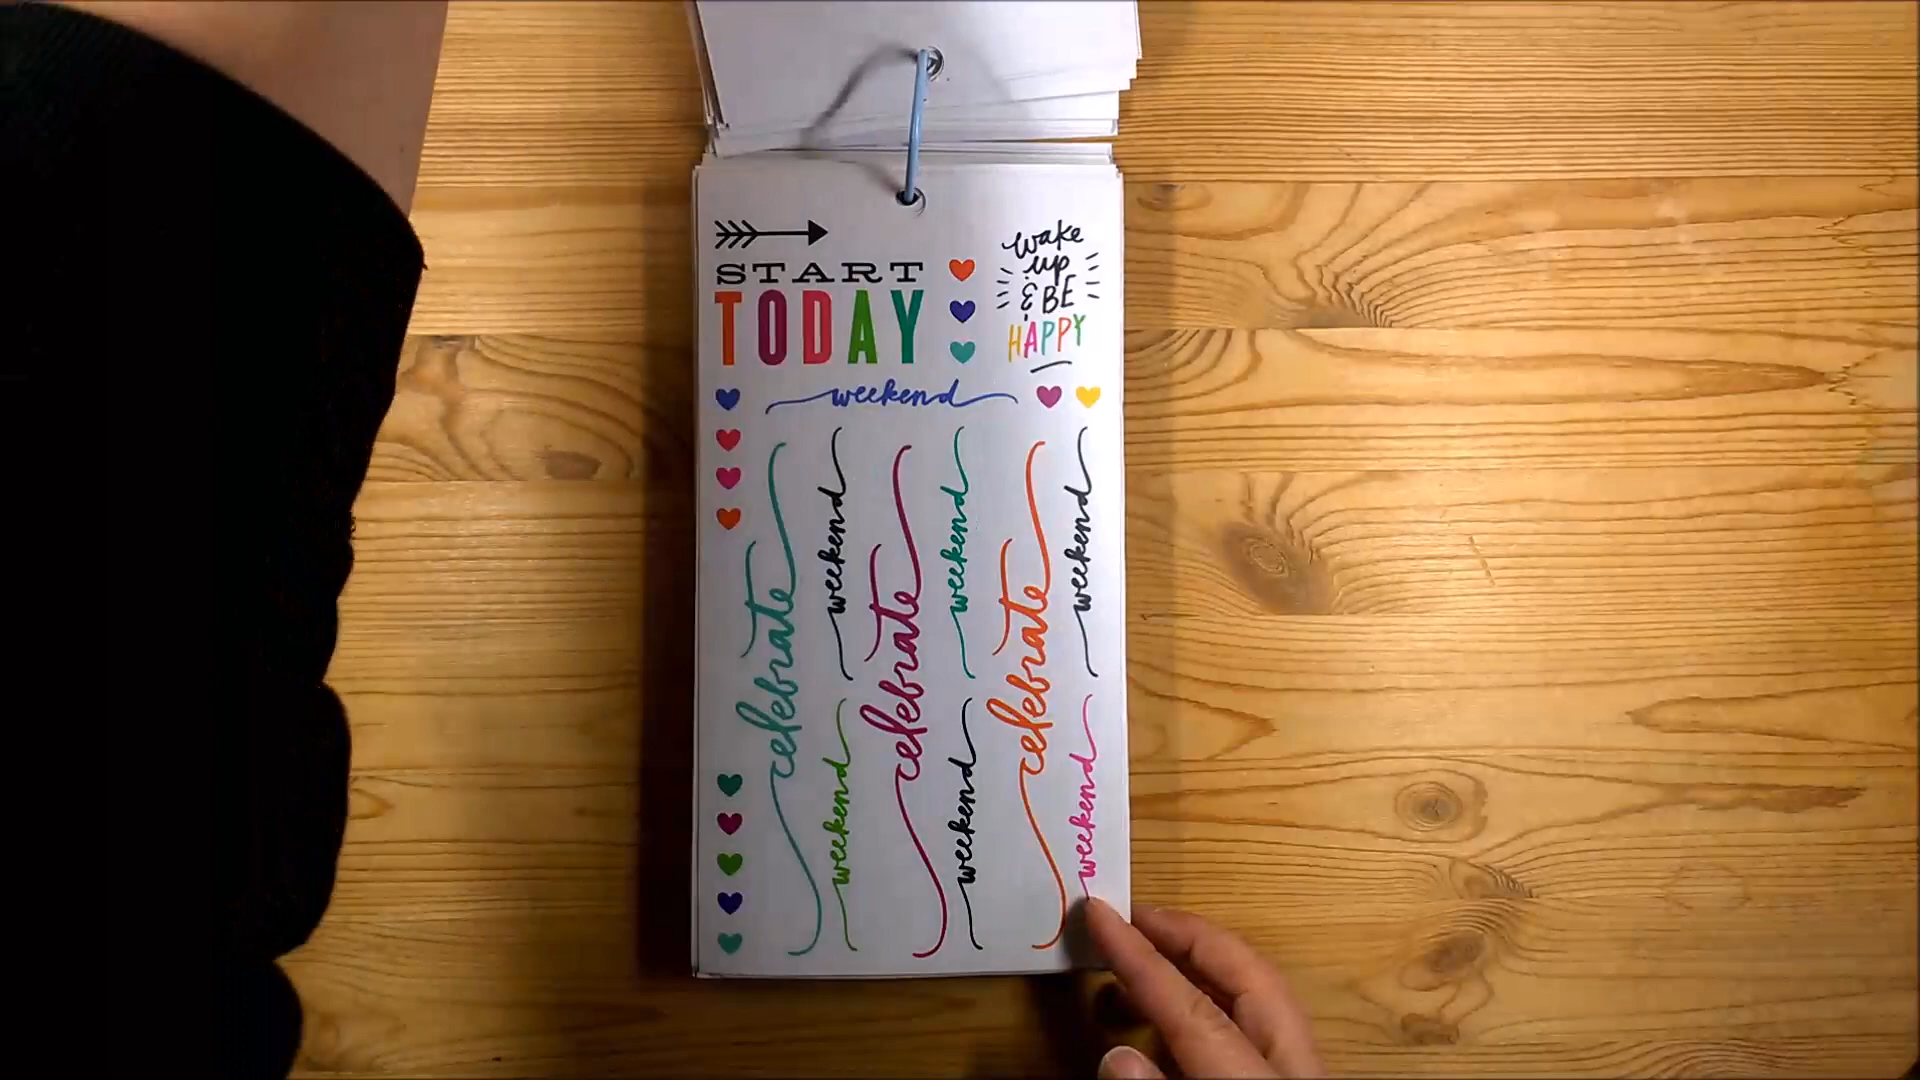 START
TODAY
wake
up
& BE
HAPPY
weekend
celebrate
weekend
celebrate
weekend
celebrate
weekend
weekend
weekend
weekend